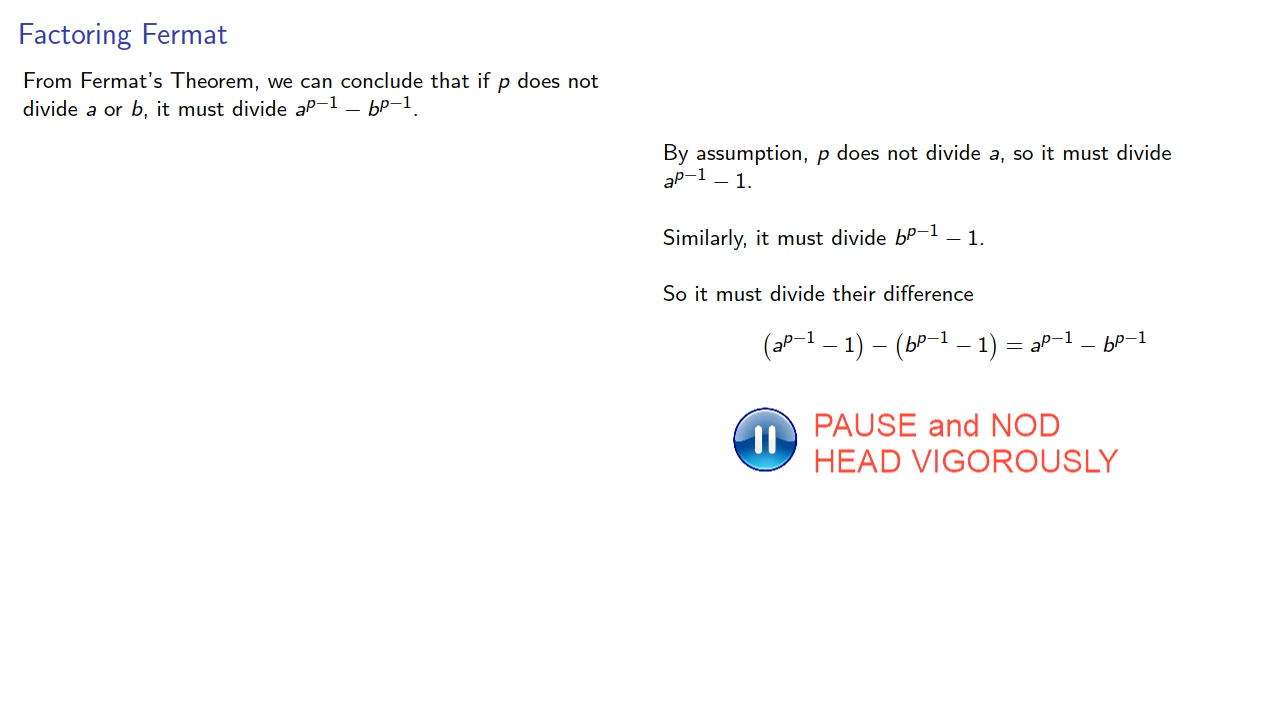 Factoring Fermat
From Fermat's Theorem, we can conclude that if p does not
divide a or b, it must divide a^{p−1} − b^{p−1}.
By assumption, p does not divide a, so it must divide
a^{p−1} − 1.
Similarly, it must divide b^{p−1} − 1.
So it must divide their difference
(a^{p−1} − 1) − (b^{p−1} − 1) = a^{p−1} − b^{p−1}
PAUSE and NOD
HEAD VIGOROUSLY